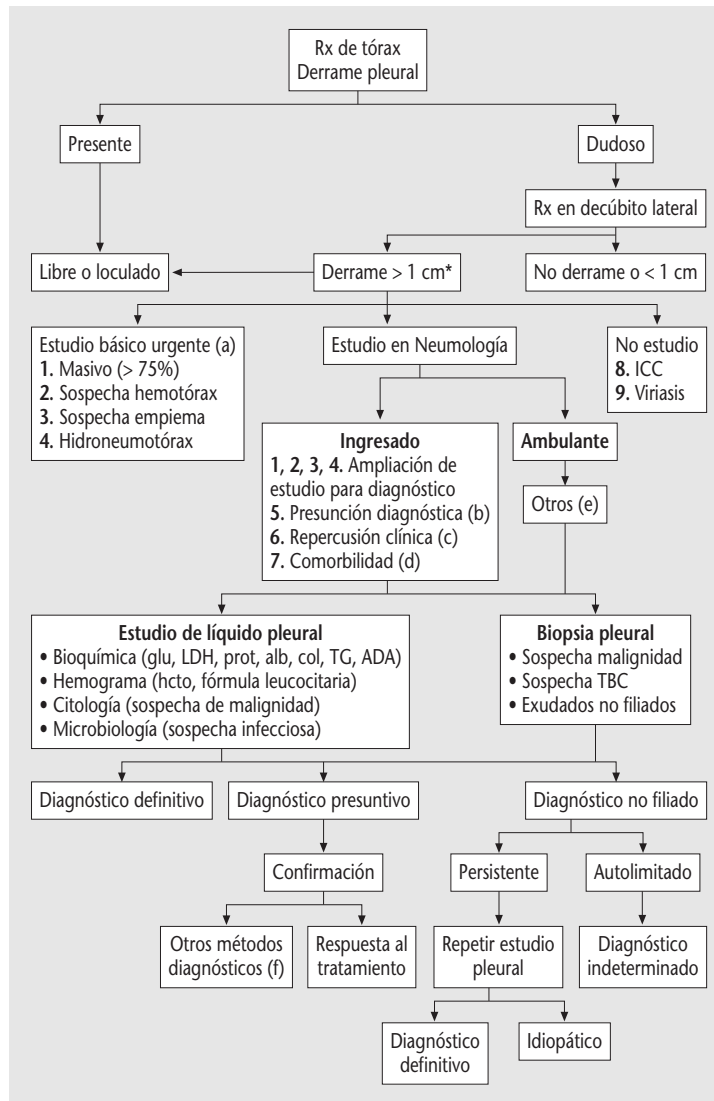 Rx de tórax
Derrame pleural
Presente
Dudoso
Rx en decúbito lateral
Libre o loculado
Derrame > 1 cm*
No derrame o < 1 cm
Estudio básico urgente (a)
1. Masivo (> 75%)
2. Sospecha hemotórax
3. Sospecha empiema
4. Hidroneumotórax
Estudio en Neumología
No estudio
8. ICC
9. Viriasis
Ingresado
1, 2, 3, 4. Ampliación de
estudio para diagnóstico
5. Presunción diagnóstica (b)
6. Repercusión clínica (c)
7. Comorbilidad (d)
Ambulante
Otros (e)
Estudio de líquido pleural
• Bioquímica (glu, LDH, prot, alb, col, TG, ADA)
• Hemograma (hcto, fórmula leucocitaria)
• Citología (sospecha de malignidad)
• Microbiología (sospecha infecciosa)
Biopsia pleural
• Sospecha malignidad
• Sospecha TBC
• Exudados no filiados
Diagnóstico definitivo
Diagnóstico presuntivo
Diagnóstico no filiado
Confirmación
Persistente
Autolimitado
Otros métodos
diagnósticos (f)
Respuesta al
tratamiento
Repetir estudio
pleural
Diagnóstico
indeterminado
Diagnóstico
definitivo
Idiopático